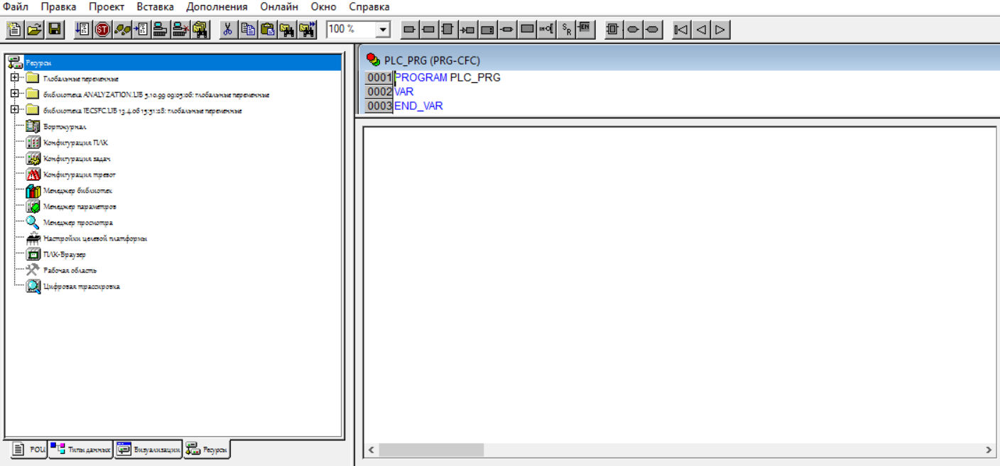 Файл Правка Проект Вставка Дополнения Онлайн Окно Справка
100 %
Ресурсы
Глобальные переменные
библиотека ANALYZATION.LIB 5.10.99 09:05:06: глобальные переменные
библиотека IECSFC.LIB 13.4.06 15:51:28: глобальные переменные
Бортжурнал
Конфигурация ПЛК
Конфигурация задач
Конфигурация тревог
Менеджер библиотек
Менеджер параметров
Менеджер просмотра
Настройки целевой платформы
ПЛК-Браузер
Рабочая область
Цифровая трассировка
POU Типы данных Визуализации Ресурсы
PLC_PRG (PRG-CFC)
0001 PROGRAM PLC_PRG
0002 VAR
0003 END_VAR